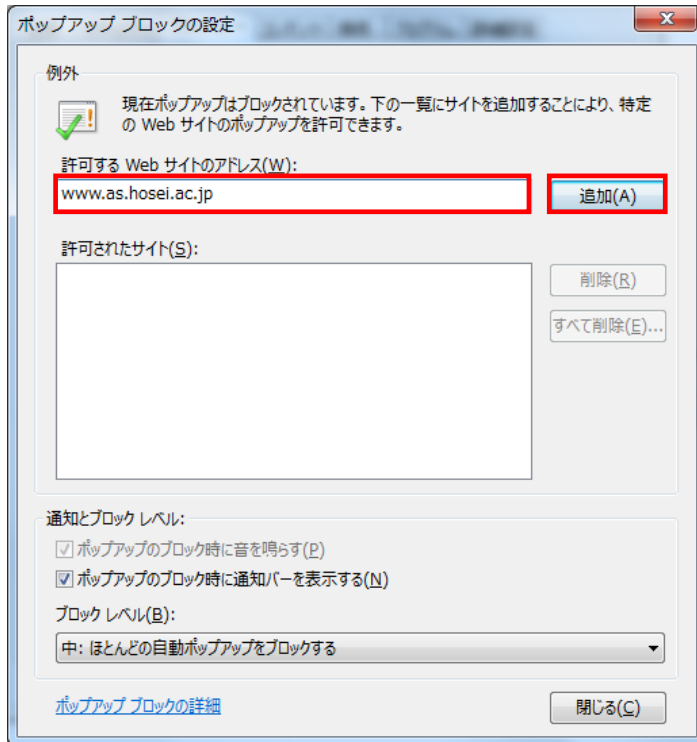 ポップアップ ブロックの設定
例外
現在ポップアップはブロックされています。下の一覧にサイトを追加することにより、特定
の Web サイトのポップアップを許可できます。
許可する Web サイトのアドレス(W):
www.as.hosei.ac.jp
追加(A)
許可されたサイト(S):
削除(R)
すべて削除(E)...
通知とブロック レベル:
ポップアップのブロック時に音を鳴らす(P)
ポップアップのブロック時に通知バーを表示する(N)
ブロック レベル(B):
中: ほとんどの自動ポップアップをブロックする
ポップアップ ブロックの詳細
閉じる(C)